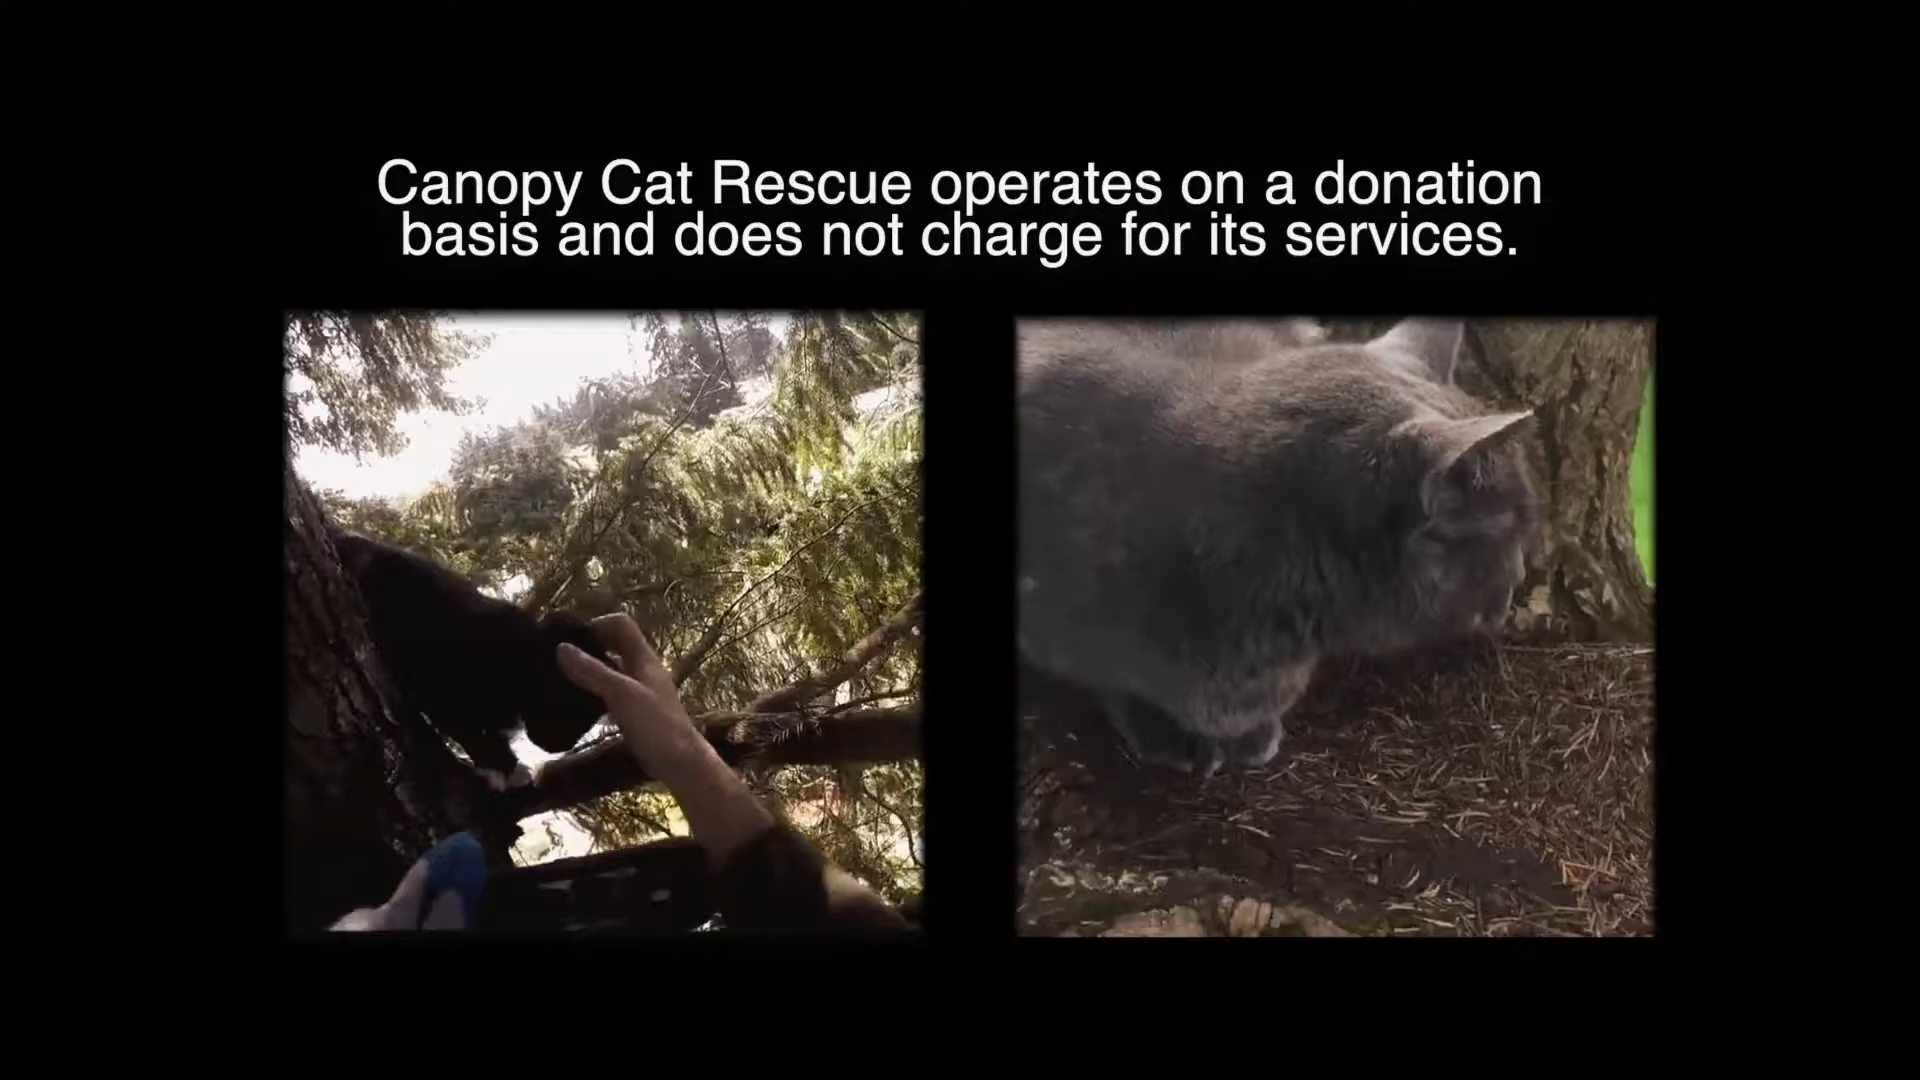 Canopy Cat Rescue operates on a donation
basis and does not charge for its services.